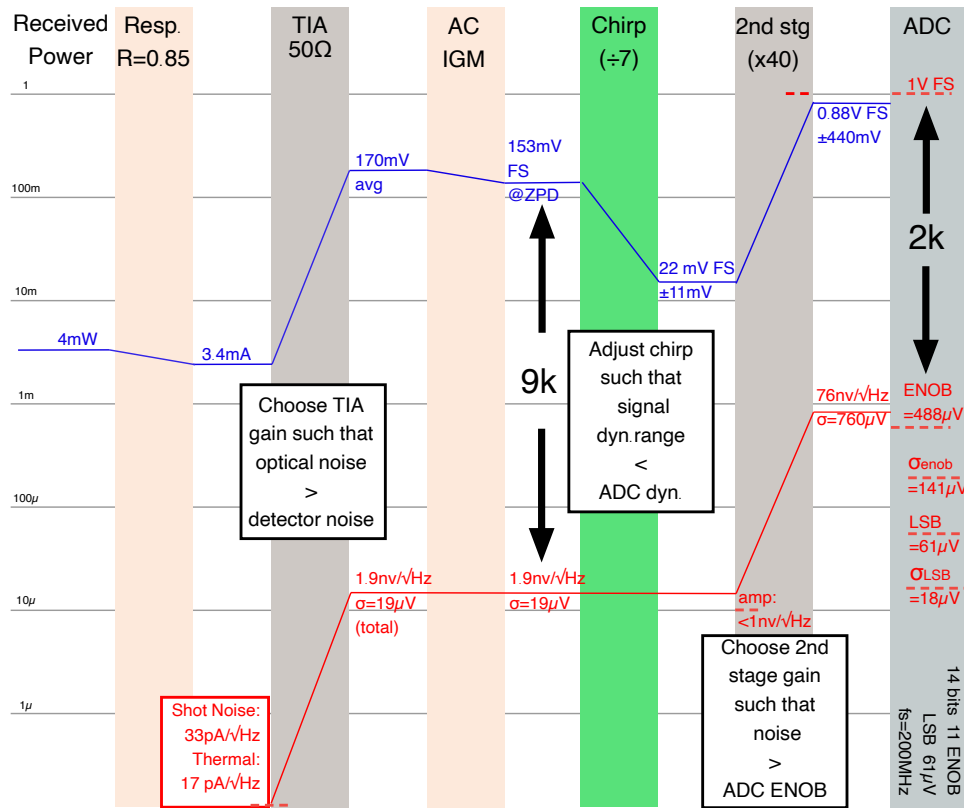 Received
Power
Resp.
R=0.85
TIA
50Ω
AC
IGM
Chirp
(÷7)
2nd stg
(x40)
ADC
1
100m
10m
1m
100µ
10µ
1µ
4mW
3.4mA
170mV
avg
153mV
FS
@ZPD
22 mV FS
±11mV
0.88V FS
±440mV
1V FS
2k
9k
Choose TIA
gain such that
optical noise
>
detector noise
Adjust chirp
such that
signal
dyn.range
<
ADC dyn.
76nv/√Hz
σ=760µV
ENOB
=488µV
σenob
=141µV
LSB
=61µV
σLSB
=18µV
1.9nv/√Hz
σ=19µV
(total)
1.9nv/√Hz
σ=19µV
amp:
<1nv/√Hz
Shot Noise:
33pA/√Hz
Thermal:
17 pA/√Hz
Choose 2nd
stage gain
such that
noise
>
ADC ENOB
14 bits 11 ENOB
LSB 61µV
fs=200MHz